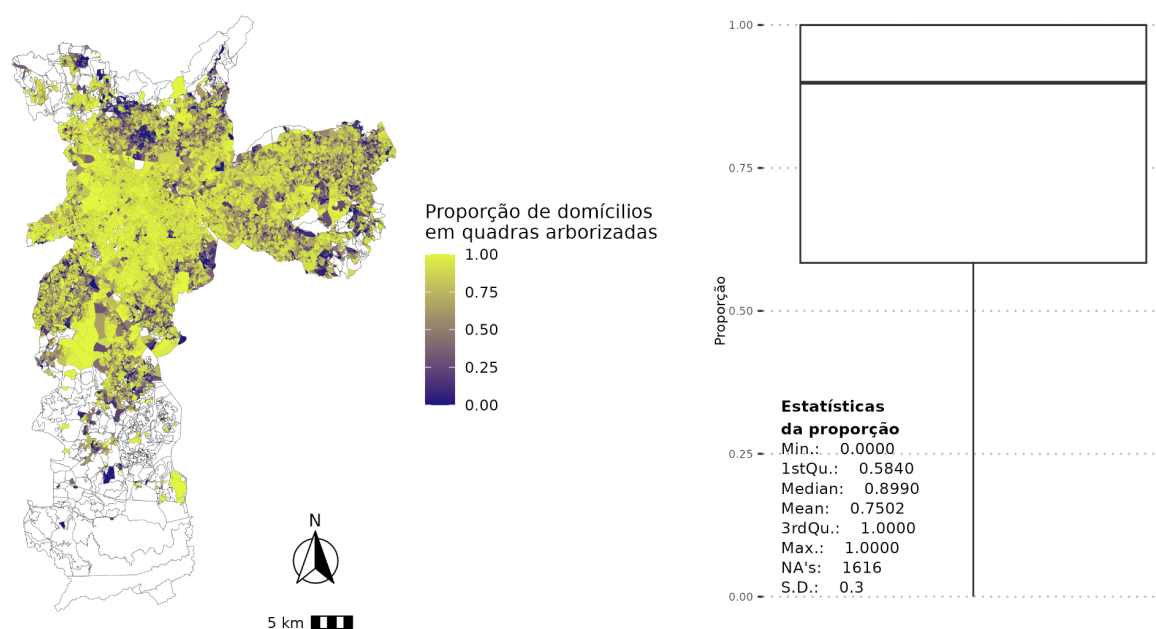 Proporção de domícilios
em quadras arborizadas
1.00
0.75
0.50
0.25
0.00
N
5 km
1.00
0.75
0.50
0.25
0.00
Proporção
Estatísticas
da proporção
Min.: 0.0000
1stQu.: 0.5840
Median: 0.8990
Mean: 0.7502
3rdQu.: 1.0000
Max.: 1.0000
NA's: 1616
S.D.: 0.3